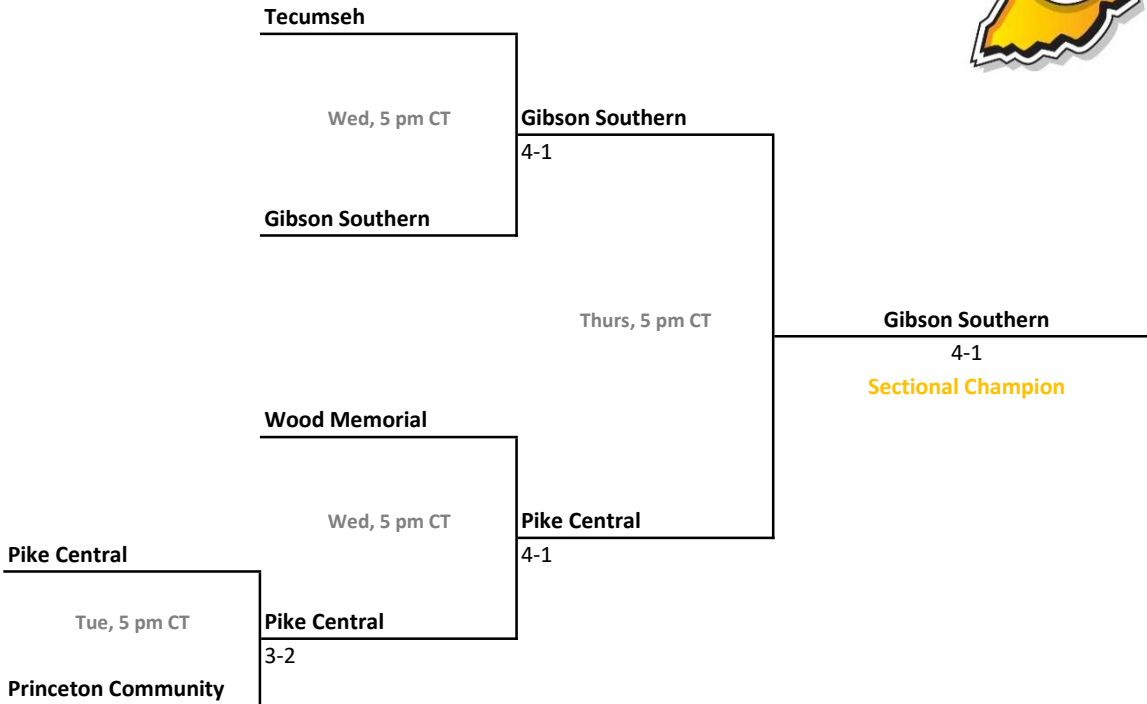 Tecumseh
Wed, 5 pm CT
Gibson Southern
4-1
Gibson Southern
Thurs, 5 pm CT
Gibson Southern
4-1
Sectional Champion
Wood Memorial
Wed, 5 pm CT
Pike Central
4-1
Pike Central
Tue, 5 pm CT
Pike Central
3-2
Princeton Community